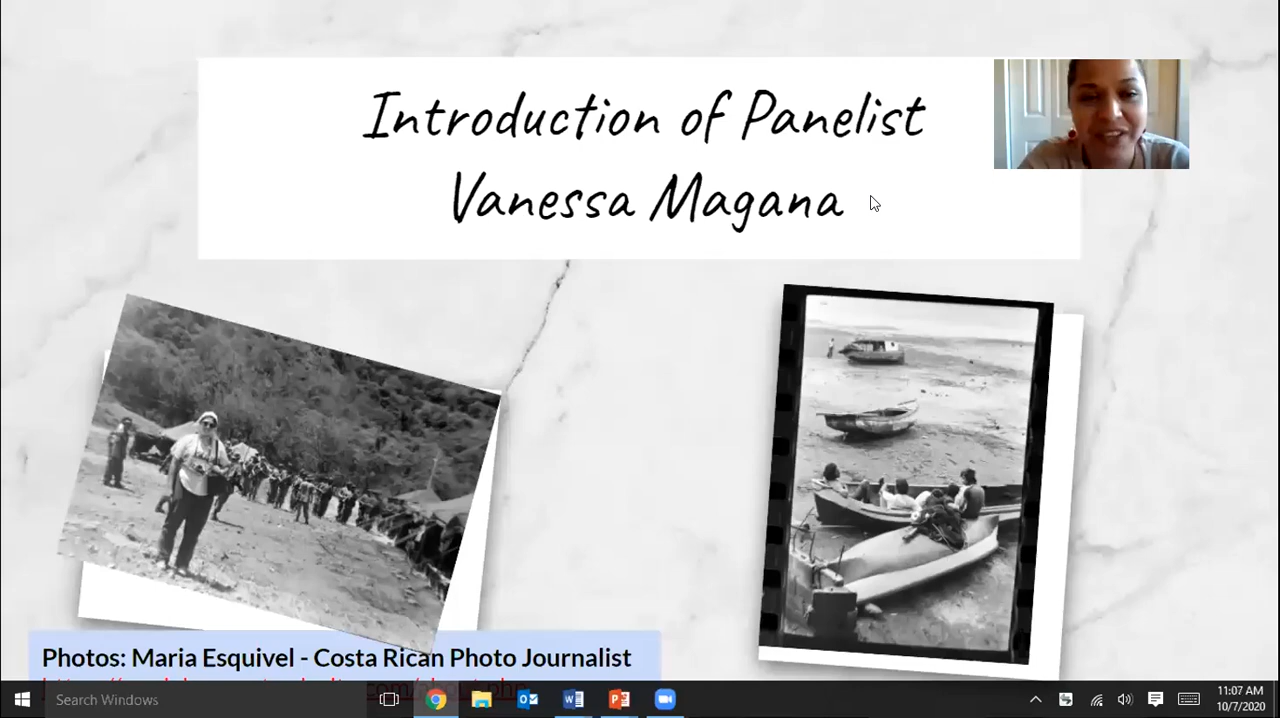 Introduction of Panelist
Vanessa Magana
Photos: Maria Esquivel - Costa Rican Photo Journalist
Search Windows
11:07 AM
10/7/2020